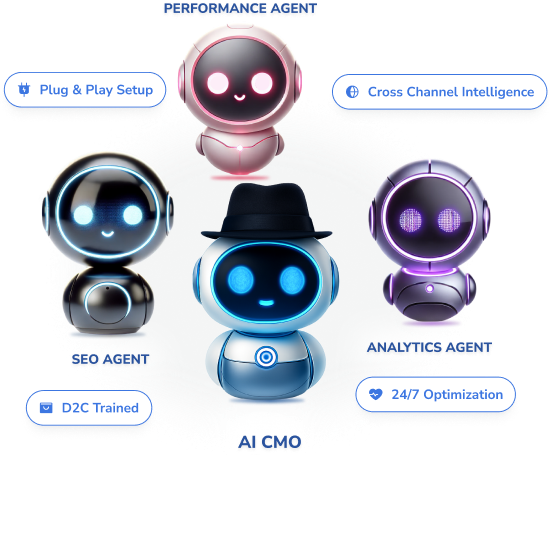 PERFORMANCE AGENT
Plug & Play Setup
Cross Channel Intelligence
SEO AGENT
ANALYTICS AGENT
D2C Trained
24/7 Optimization
AI CMO